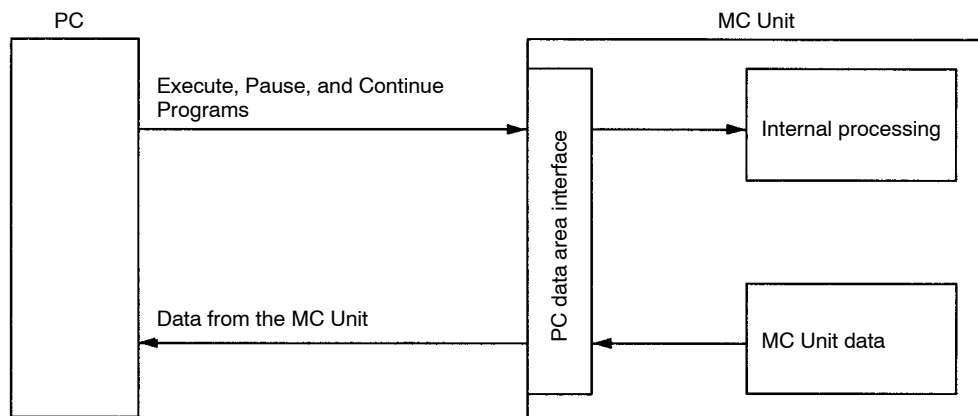 PC
MC Unit
Execute, Pause, and Continue
Programs
Internal processing
PC data area interface
Data from the MC Unit
MC Unit data